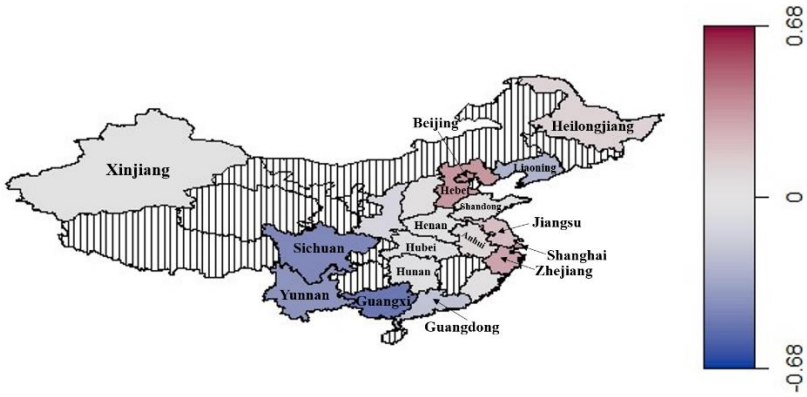 Beijing
Heilongjiang
Xinjiang
Liaoning
Hebei
Shandong
Henan
Jiangsu
Anhui
Hubei
Sichuan
Shanghai
Zhejiang
Hunan
Yunnan
Guangxi
Guangdong
0.68
0
-0.68